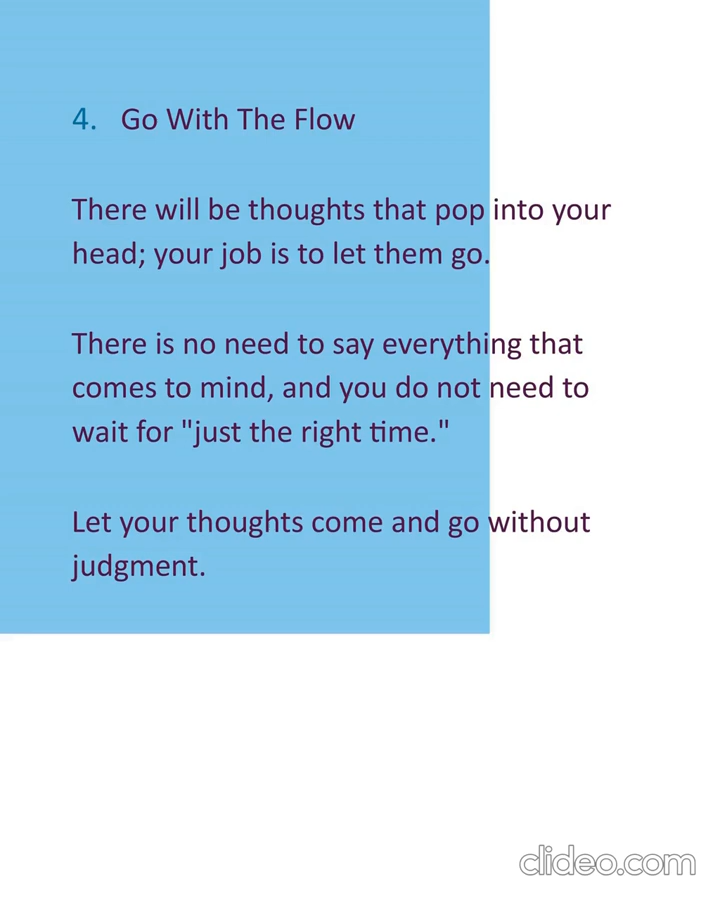 4. Go With The Flow
There will be thoughts that pop into your
head; your job is to let them go.
There is no need to say everything that
comes to mind, and you do not need to
wait for "just the right time."
Let your thoughts come and go without
judgment.
clideo.com